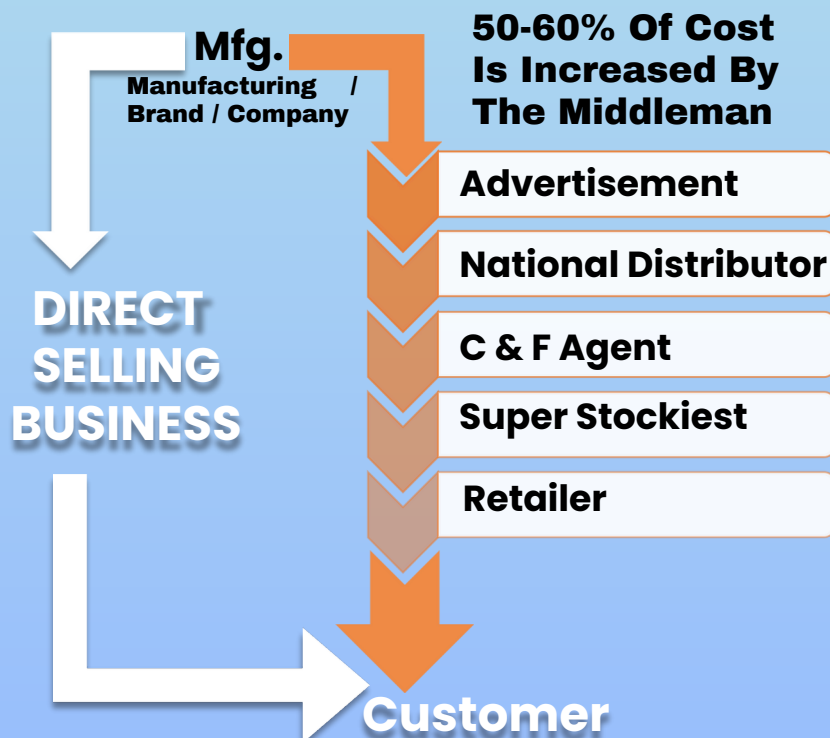 Mfg.
Manufacturing /
Brand / Company
50-60% Of Cost
Is Increased By
The Middleman
Advertisement
National Distributor
C & F Agent
Super Stockiest
Retailer
DIRECT
SELLING
BUSINESS
Customer